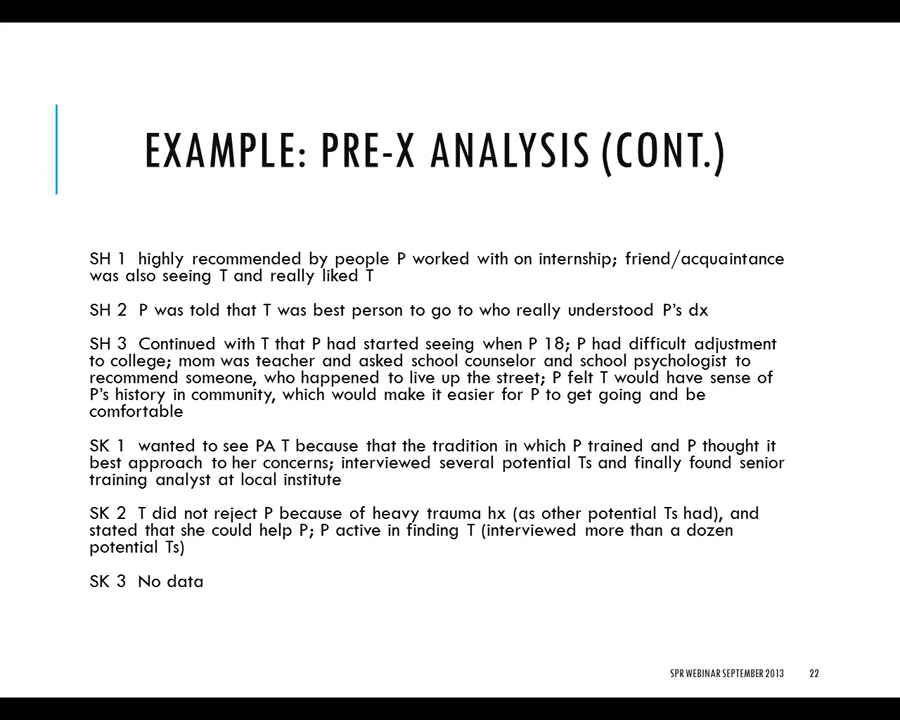 EXAMPLE: PRE-X ANALYSIS (CONT.)
SH 1 highly recommended by people P worked with on internship; friend/acquaintance
was also seeing T and really liked T
SH 2 P was told that T was best person to go to who really understood P's dx
SH 3 Continued with T that P had started seeing when P 18; P had difficult adjustment
to college; mom was teacher and asked school counselor and school psychologist to
recommend someone, who happened to live up the street; P felt T would have sense of
P's history in community, which would make it easier for P to get going and be
comfortable
SK 1 wanted to see PA T because that the tradition in which P trained and P thought it
best approach to her concerns; interviewed several potential Ts and finally found senior
training analyst at local institute
SK 2 T did not reject P because of heavy trauma hx (as other potential Ts had), and
stated that she could help P; P active in finding T (interviewed more than a dozen
potential Ts)
SK 3 No data
SPR WEBINAR SEPTEMBER 2013 22